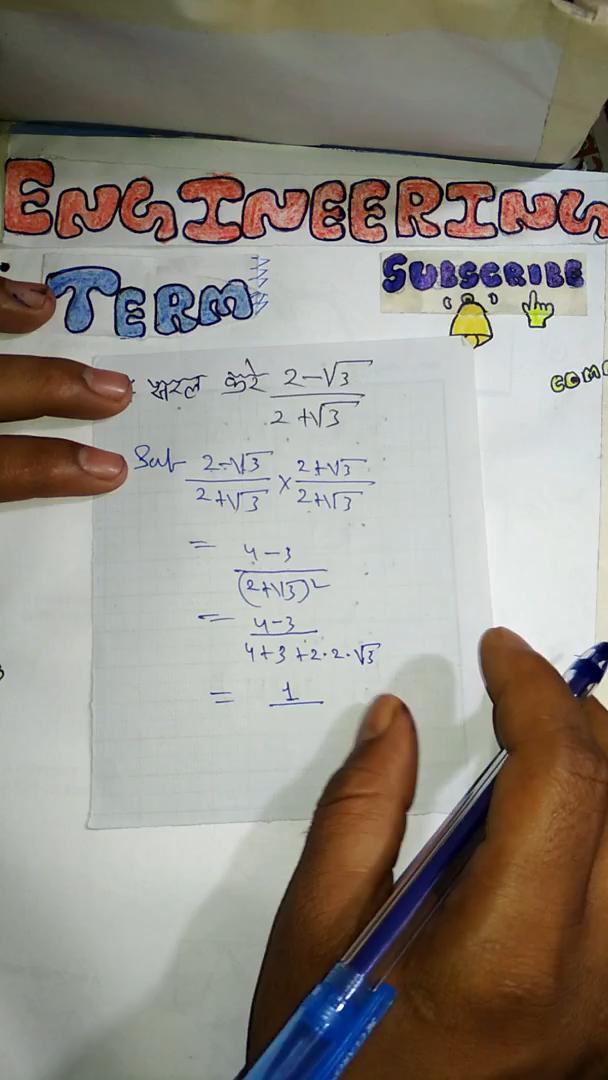 ENGINEERING
TERM
SUBSCRIBE
COM
सरल करे (2-√3)/(2+√3)
Sol (2-√3)/(2+√3) × (2+√3)/(2+√3)
= (4-3)/(2+√3)²
= (4-3)/(4+3+2·2·√3)
= 1